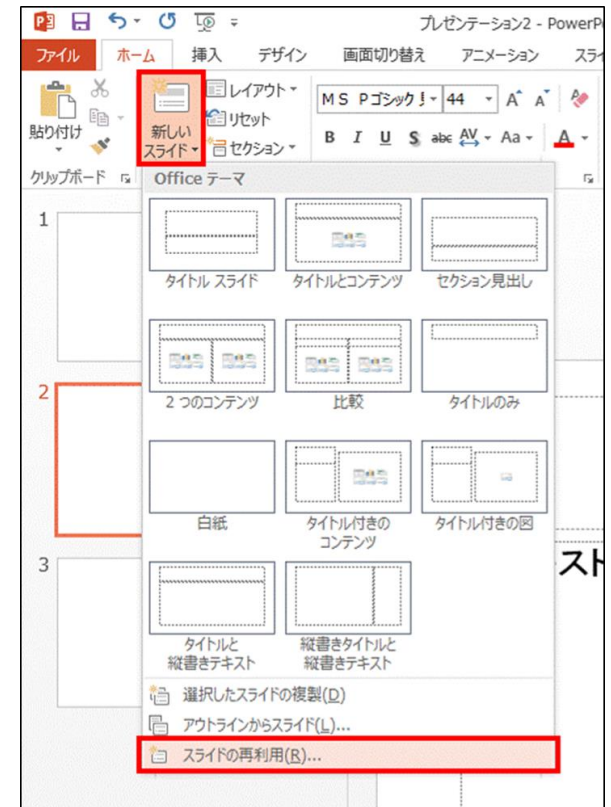 プレゼンテーション2 - PowerP
ファイル ホーム 挿入 デザイン 画面切り替え アニメーション スラ
貼り付け
新しい
スライド
レイアウト
リセット
セクション
ＭＳ Ｐゴシック 44 A A
B I U S abc AV Aa A
クリップボード
Office テーマ
1
タイトル スライド タイトルとコンテンツ セクション見出し
2
2 つのコンテンツ 比較 タイトルのみ
3
白紙 タイトル付きの タイトル付きの図
コンテンツ
スト
タイトルと 縦書きタイトルと
縦書きテキスト 縦書きテキスト
選択したスライドの複製(D)
アウトラインからスライド(L)...
スライドの再利用(R)...